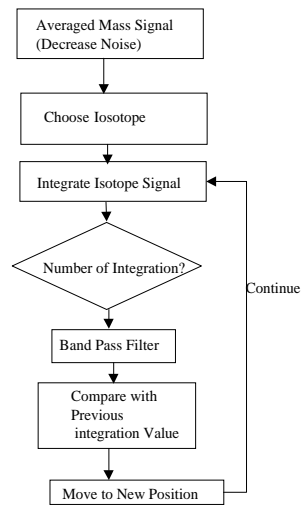 Averaged Mass Signal
(Decrease Noise)
Choose Iosotope
Integrate Isotope Signal
Number of Integration?
Continue
Band Pass Filter
Compare with
Previous
integration Value
Move to New Position